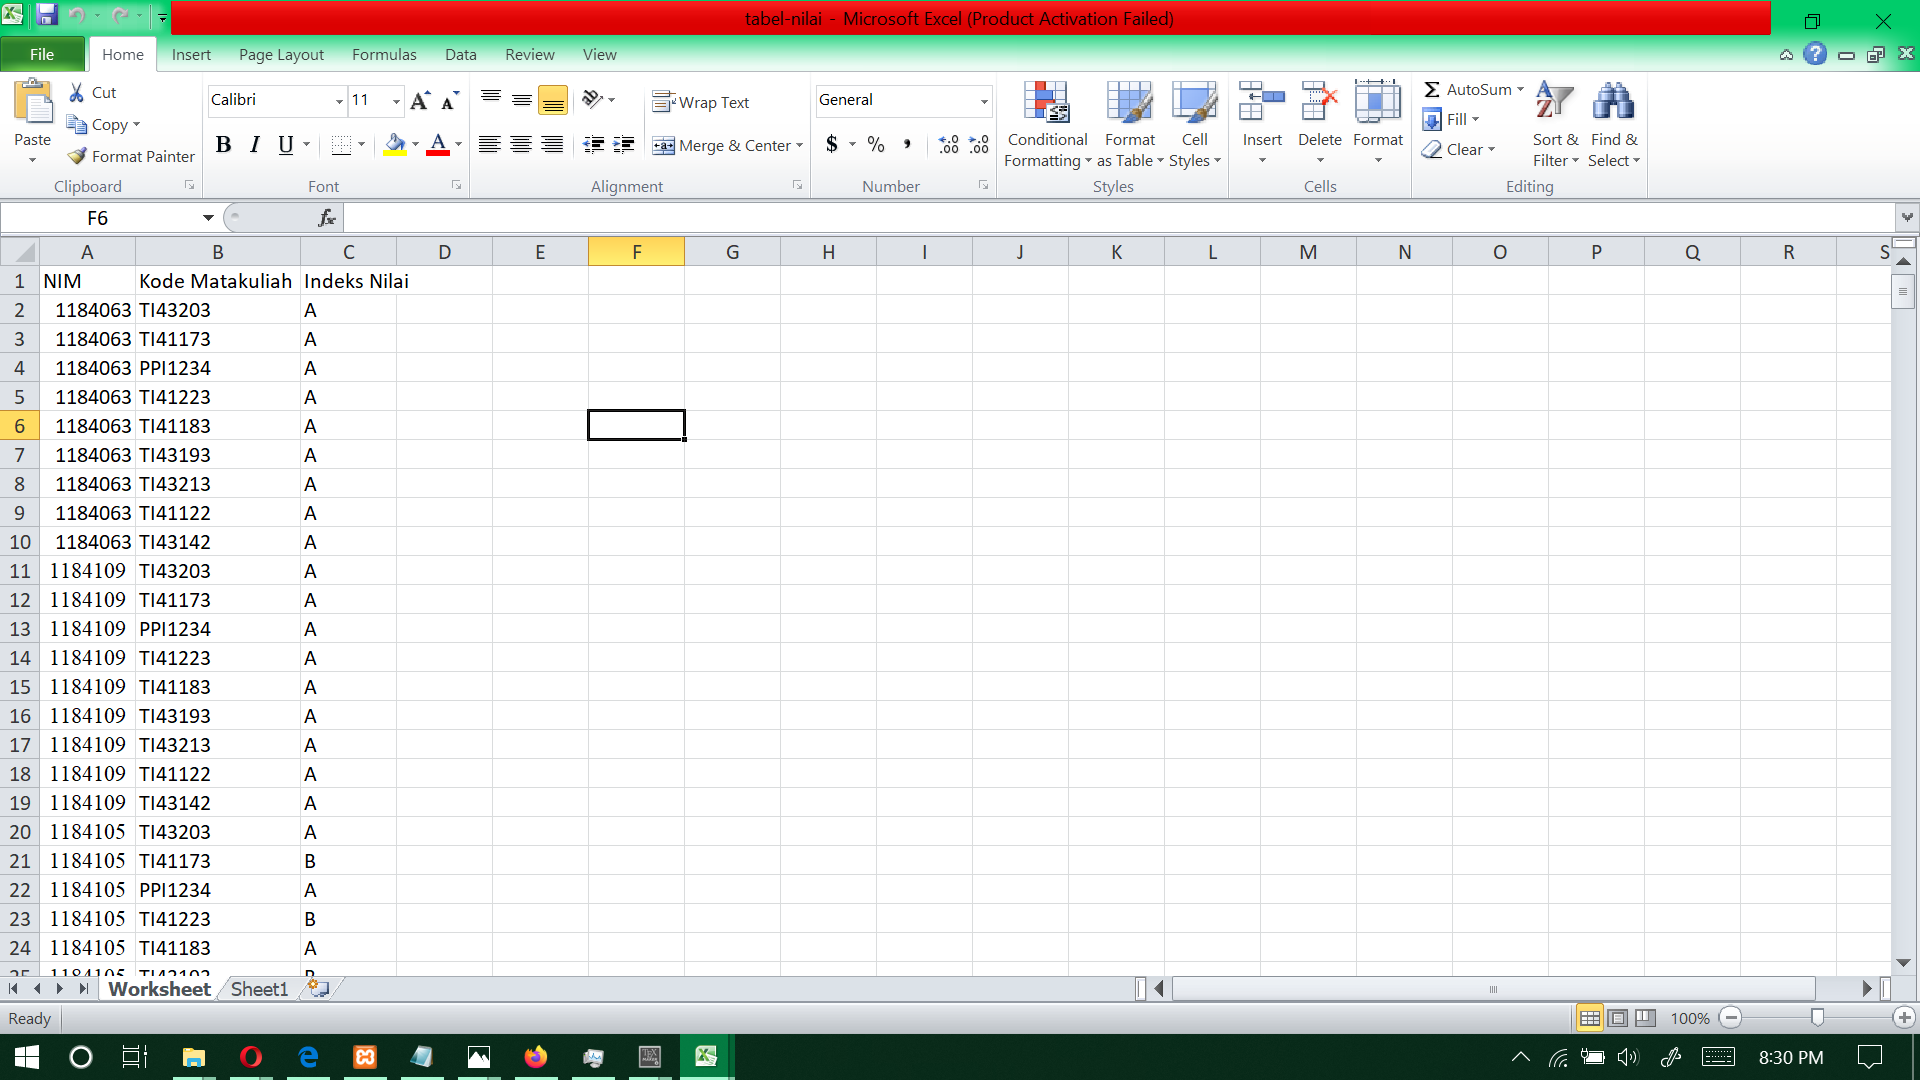 tabel-nilai - Microsoft Excel (Product Activation Failed)
File Home Insert Page Layout Formulas Data Review View
Paste
Cut
Copy
Format Painter
Clipboard
Calibri 11
B I U A
Font
Wrap Text
Merge & Center
Alignment
General
$ % ,
Number
Conditional Formatting
Format as Table
Cell Styles
Styles
Insert Delete Format
Cells
Σ AutoSum
Fill
Clear
Sort & Filter
Find & Select
Editing
F6 fx
A B C D E F G H I J K L M N O P Q R S
1 NIM Kode Matakuliah Indeks Nilai
2 1184063 TI43203 A
3 1184063 TI41173 A
4 1184063 PPI1234 A
5 1184063 TI41223 A
6 1184063 TI41183 A
7 1184063 TI43193 A
8 1184063 TI43213 A
9 1184063 TI41122 A
10 1184063 TI43142 A
11 1184109 TI43203 A
12 1184109 TI41173 A
13 1184109 PPI1234 A
14 1184109 TI41223 A
15 1184109 TI41183 A
16 1184109 TI43193 A
17 1184109 TI43213 A
18 1184109 TI41122 A
19 1184109 TI43142 A
20 1184105 TI43203 A
21 1184105 TI41173 B
22 1184105 PPI1234 A
23 1184105 TI41223 B
24 1184105 TI41183 A
25 1184105 TI43193 B
Worksheet Sheet1
Ready 100%
8:30 PM